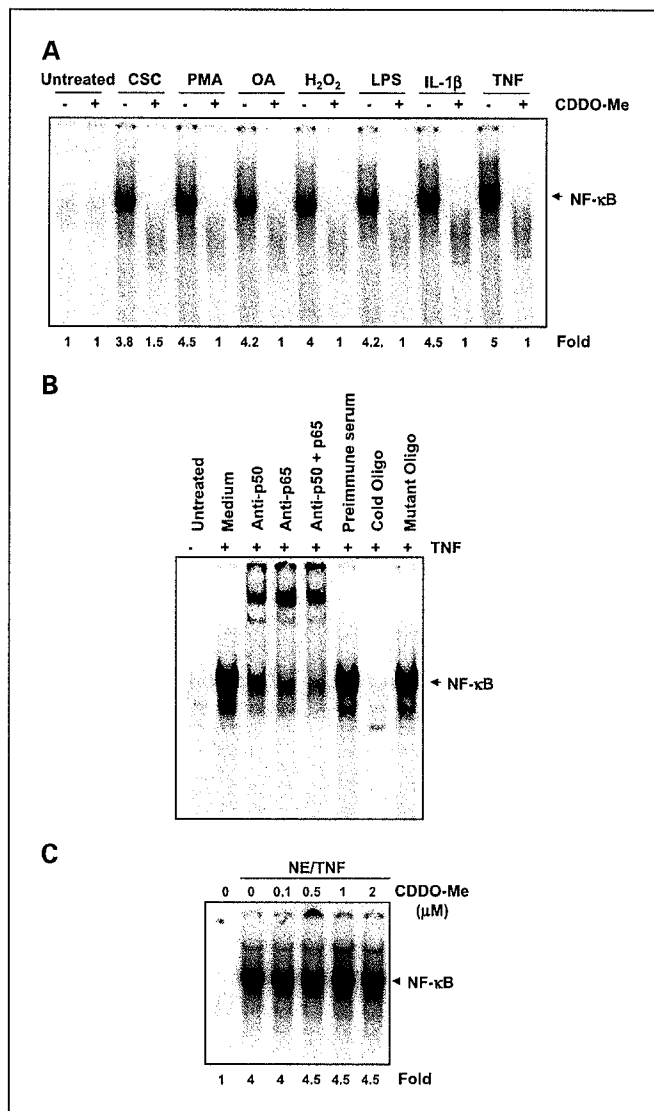 A
Untreated CSC PMA OA H₂O₂ LPS IL-1β TNF
- + - + - + - + - + - + - + - + CDDO-Me
NF-κB
1 1 3.8 1.5 4.5 1 4.2 1 4 1 4.2. 1 4.5 1 5 1 Fold
B
Untreated Medium Anti-p50 Anti-p65 Anti-p50 + p65 Preimmune serum Cold Oligo Mutant Oligo
- + + + + + + + TNF
NF-κB
C
NE/TNF
0 0 0.1 0.5 1 2 CDDO-Me
(μM)
NF-κB
1 4 4 4.5 4.5 4.5 Fold